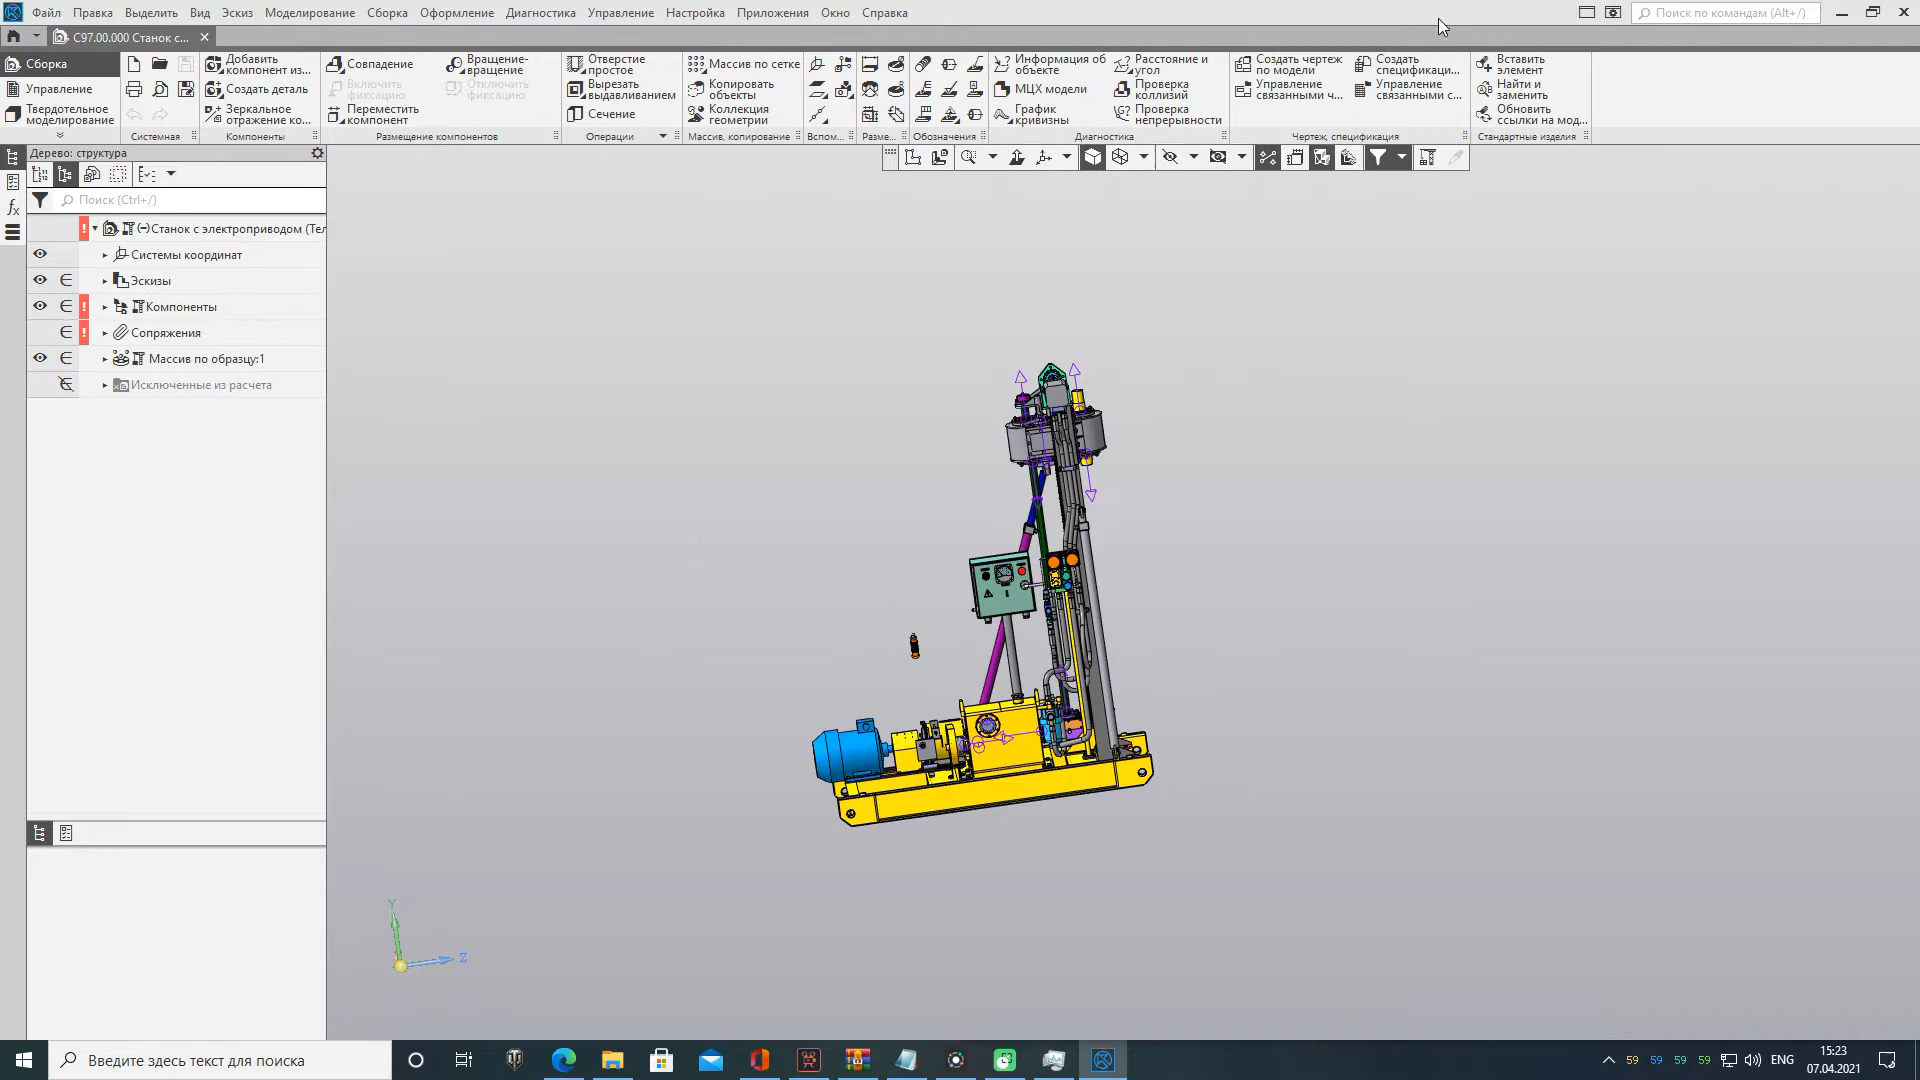 Файл Правка Выделить Вид Эскиз Моделирование Сборка Оформление Диагностика Управление Настройка Приложения Окно Справка Поиск по командам (Alt+/)
С97.00.000 Станок с...
Сборка
Управление
Твердотельное
моделирование
Системная
Добавить
компонент из...
Создать деталь
Зеркальное
отражение ко...
Компоненты
Совпадение
Включить
фиксацию
Переместить
компонент
Вращение-
вращение
Отключить
фиксацию
Размещение компонентов
Отверстие
простое
Вырезать
выдавливанием
Сечение
Операции
Массив по сетке
Копировать
объекты
Коллекция
геометрии
Массив, копирование
Вспом...
Разме...
Обозначения
Информация об
объекте
МЦХ модели
График
кривизны
Расстояние и
угол
Проверка
коллизий
Проверка
непрерывности
Диагностика
Создать чертеж
по модели
Управление
связанными ч...
Создать
спецификаци...
Управление
связанными с...
Чертеж, спецификация
Вставить
элемент
Найти и
заменить
Обновить
ссылки на мод...
Стандартные изделия
Дерево: структура
Поиск (Ctrl+/)
(-)Станок с электроприводом (Тел
Системы координат
Эскизы
Компоненты
Сопряжения
Массив по образцу:1
Исключенные из расчета
Y
Z
Введите здесь текст для поиска
59 59 59 59 ENG
15:23
07.04.2021